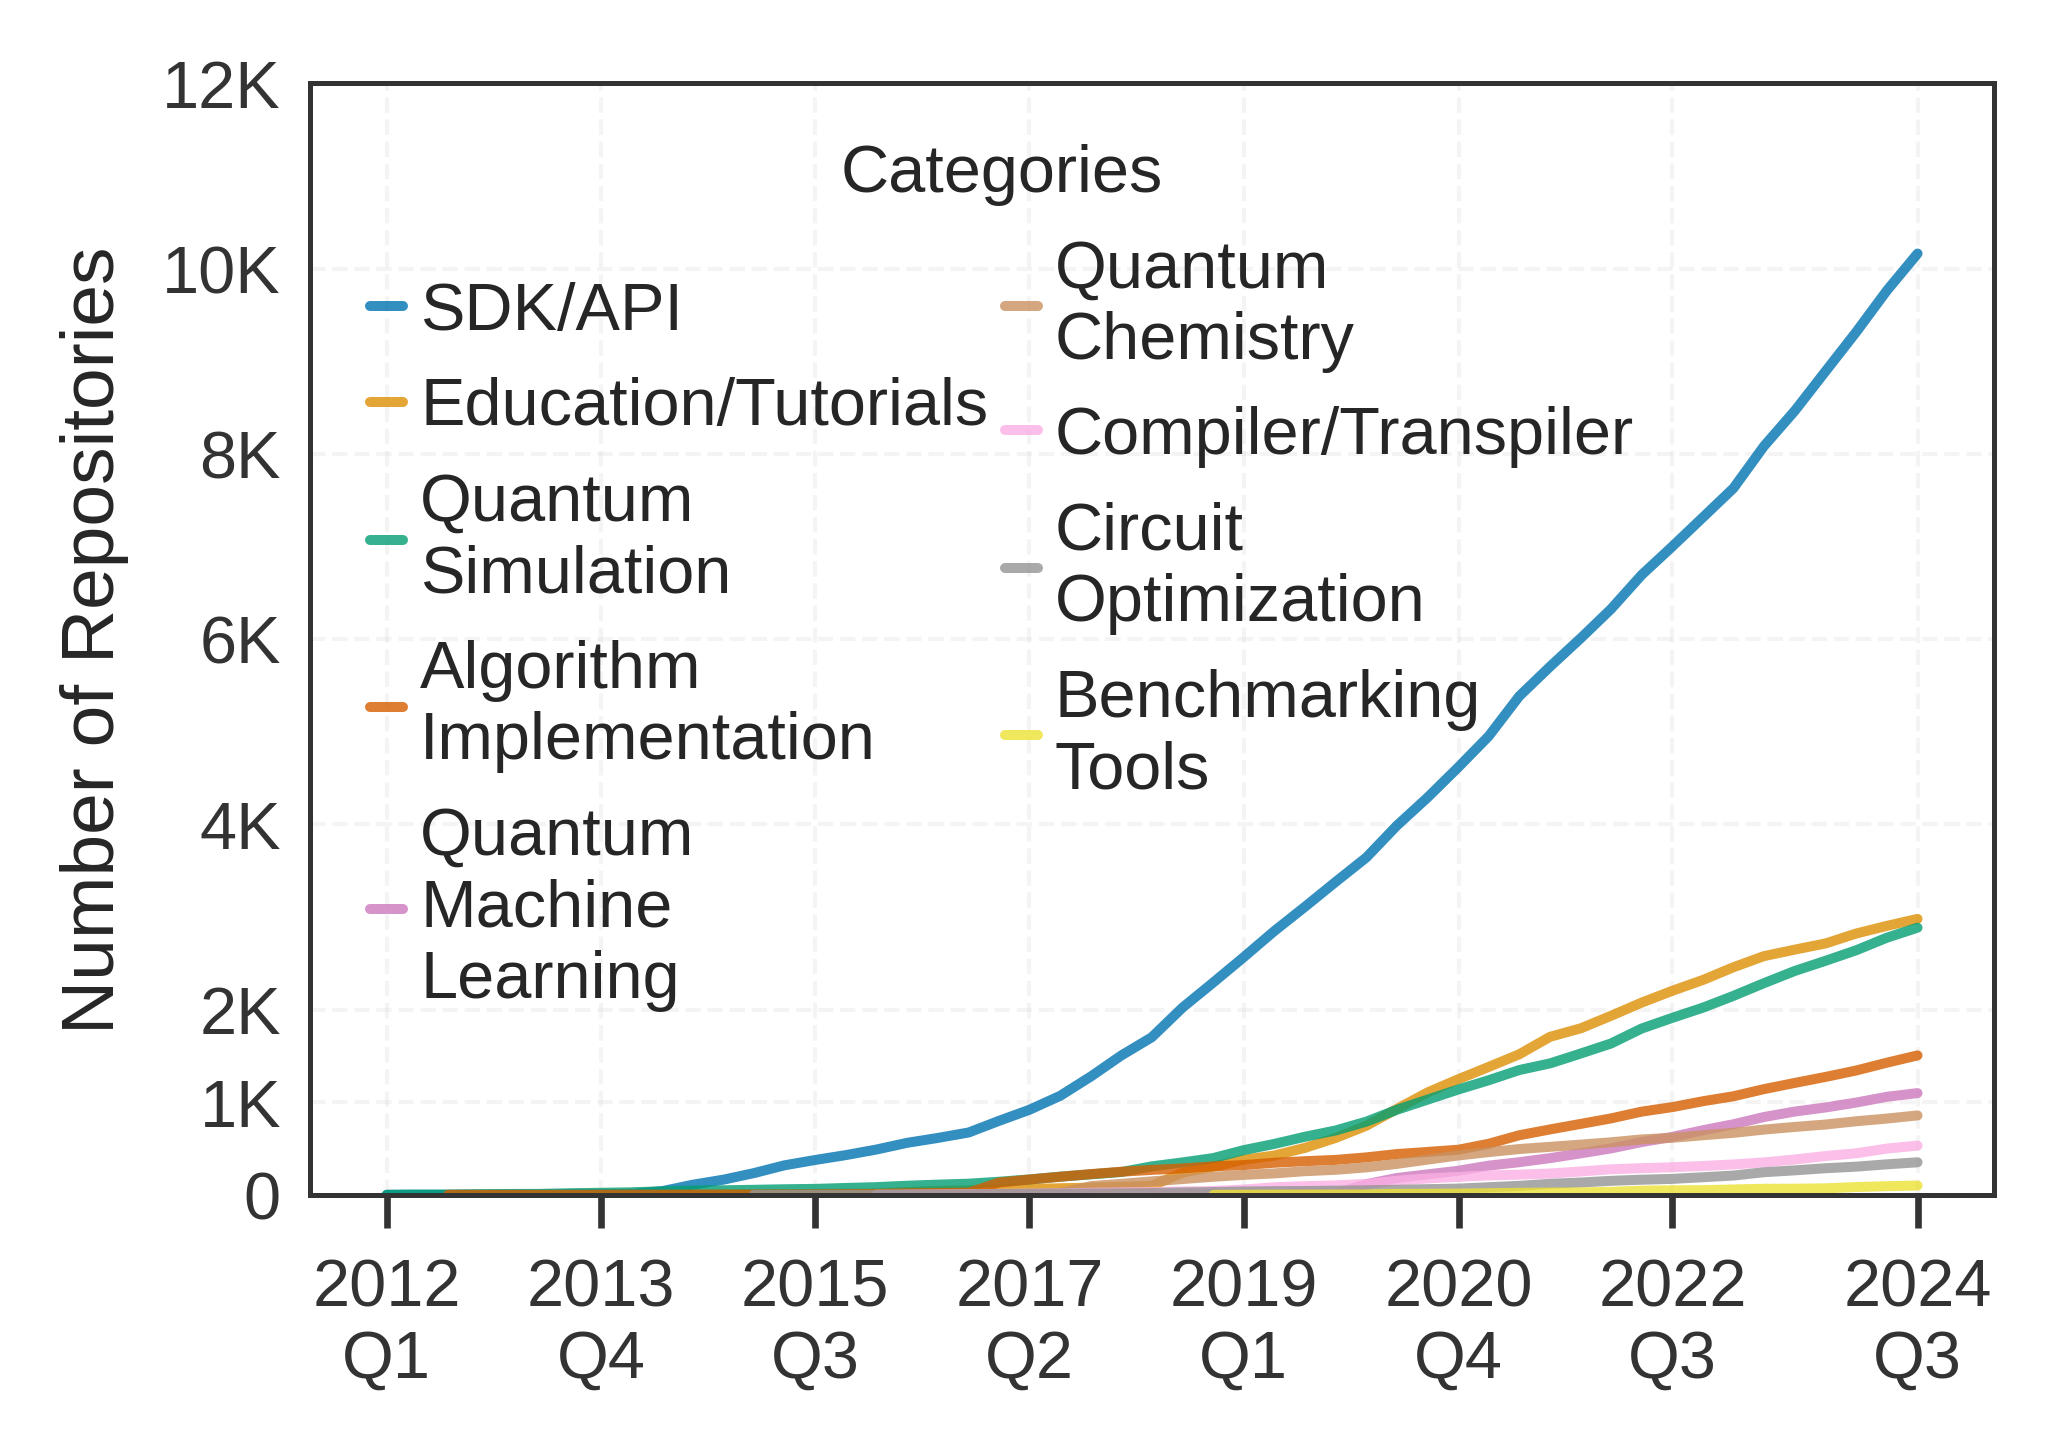 Number of Repositories
12K
10K
8K
6K
4K
2K
1K
0
Categories
SDK/API
Education/Tutorials
Quantum
Simulation
Algorithm
Implementation
Quantum
Machine
Learning
Quantum
Chemistry
Compiler/Transpiler
Circuit
Optimization
Benchmarking
Tools
2012 2013 2015 2017 2019 2020 2022 2024
Q1 Q4 Q3 Q2 Q1 Q4 Q3 Q3